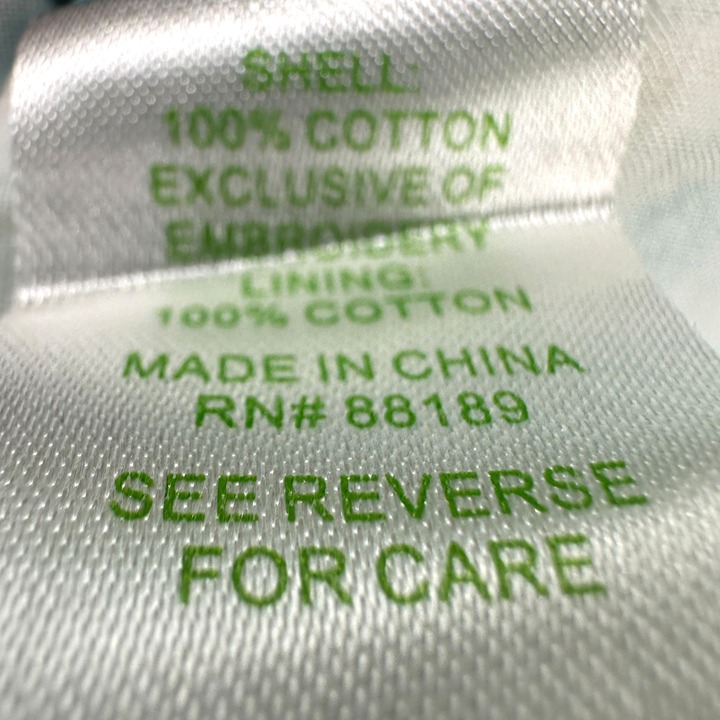 SHELL:
100% COTTON
EXCLUSIVE OF
EMBROIDERY
LINING:
100% COTTON
MADE IN CHINA
RN# 88189
SEE REVERSE
FOR CARE